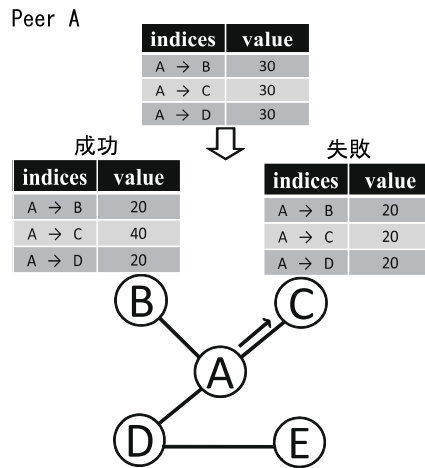 Peer A
indices value
A → B 30
A → C 30
A → D 30
成功
indices value
A → B 20
A → C 40
A → D 20
失敗
indices value
A → B 20
A → C 20
A → D 20
B
C
A
D
E